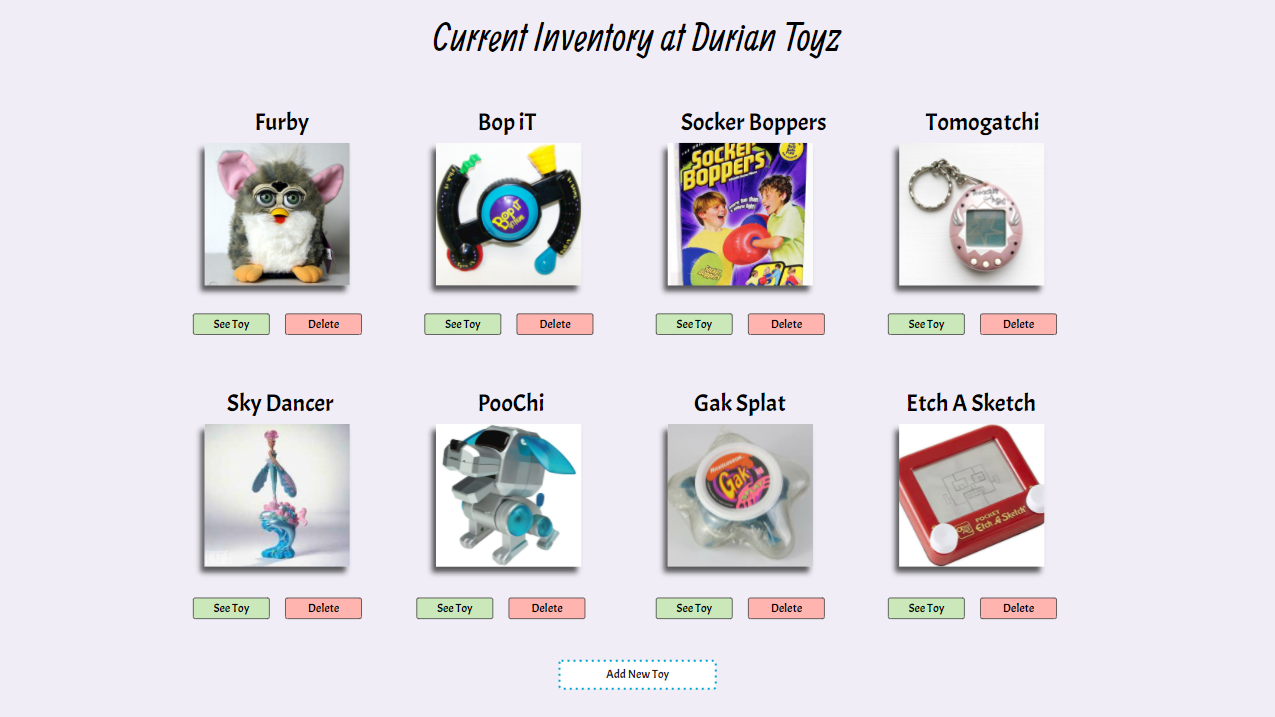 Current Inventory at Durian Toyz
Furby
Bop iT
Socker Boppers
Tomogatchi
SOCKER
BOPPERS
BOP IT
See Toy
Delete
See Toy
Delete
See Toy
Delete
See Toy
Delete
Sky Dancer
PooChi
Gak Splat
Etch A Sketch
Nickelodeon
Gak
POCKET
Etch A Sketch
See Toy
Delete
See Toy
Delete
See Toy
Delete
See Toy
Delete
Add New Toy